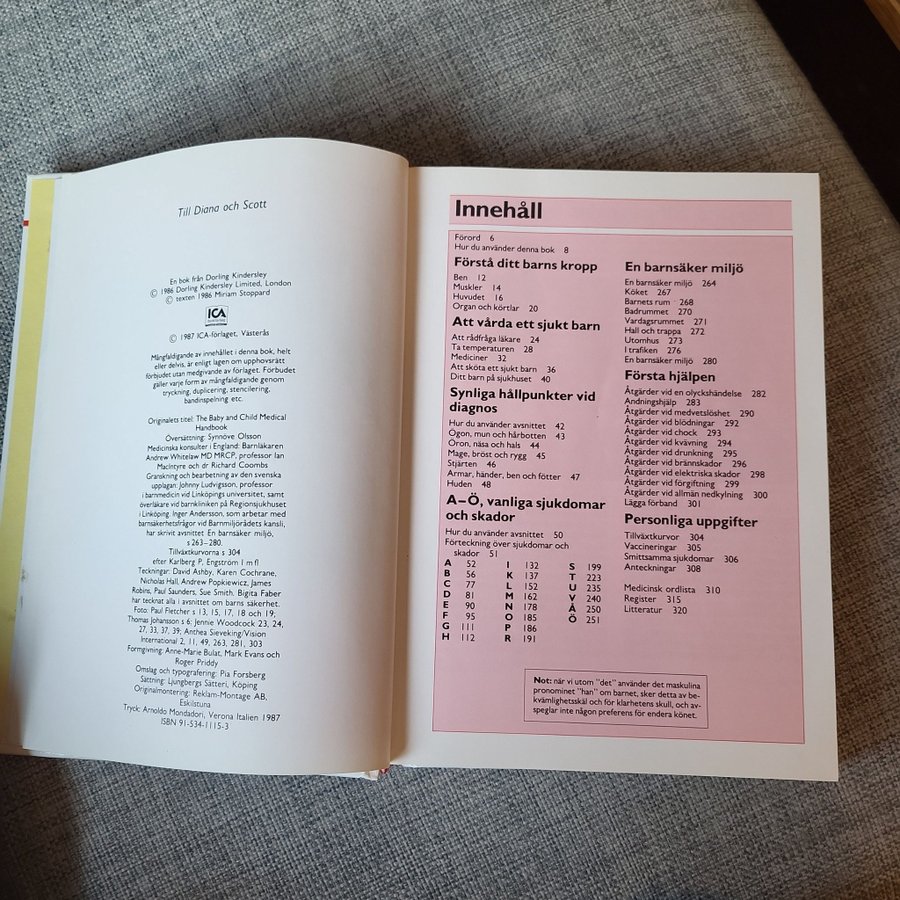 Till Diana och Scott
En bok från Dorling Kindersley
© 1986 Dorling Kindersley Limited, London
© texten 1986 Miriam Stoppard
ICA
© 1987 ICA-förlaget, Västerås
Mångfaldigande av innehållet i denna bok, helt
eller delvis, är enligt lagen om upphovsrätt
förbjudet utan medgivande av förlaget. Förbudet
gäller varje form av mångfaldigande genom
tryckning, duplicering, stencilering,
bandinspelning etc.
Originalets titel: The Baby and Child Medical
Handbook
Översättning: Synnöve Olsson
Medicinska konsulter i England: Barnläkaren
Andrew Whitelaw MD MRCP, professor Ian
MacIntyre och dr Richard Coombs
Granskning och bearbetning av den svenska
upplagan: Johnny Ludvigsson, professor
i barnmedicin vid Linköpings universitet, samt
överläkare vid barnkliniken på Regionsjukhuset
i Linköping. Inger Andersson, som arbetar med
barnsäkerhetsfrågor vid Barnmiljörådets kansli,
har skrivit avsnittet En barnsäker miljö,
s 263–280.
Tillväxtkurvorna s 304
efter Karlberg P, Engström I m fl
Teckningar: David Ashby, Karen Cochrane,
Nicholas Hall, Andrew Popkiewicz, James
Robins, Paul Saunders, Sue Smith. Birgita Faber
har tecknat alla i avsnittet om barns säkerhet.
Foto: Paul Fletcher s 13, 15, 17, 18 och 19;
Thomas Johansson s 6; Jennie Woodcock 23, 24,
27, 33, 37, 39; Anthea Sieveking/Vision
International 2, 11, 49, 263, 281, 303
Formgivning: Anne-Marie Bulat, Mark Evans och
Roger Priddy
Omslag och typografering: Pia Forsberg
Sättning: Ljungbergs Sätteri, Köping
Originalmontering: Reklam-Montage AB,
Eskilstuna
Tryck: Arnoldo Mondadori, Verona Italien 1987
ISBN 91-534-1115-3
Innehåll
Förord 6
Hur du använder denna bok 8
Förstå ditt barns kropp
Ben 12
Muskler 14
Huvudet 16
Organ och körtlar 20
Att vårda ett sjukt barn
Att rådfråga läkare 24
Ta temperaturen 28
Mediciner 32
Att sköta ett sjukt barn 36
Ditt barn på sjukhuset 40
Synliga hållpunkter vid
diagnos
Hur du använder avsnittet 42
Ögon, mun och hårbotten 43
Öron, näsa och hals 44
Mage, bröst och rygg 45
Stjärten 46
Armar, händer, ben och fötter 47
Huden 48
A–Ö, vanliga sjukdomar
och skador
Hur du använder avsnittet 50
Förteckning över sjukdomar och
skador 51
A 52 I 132 S 199
B 56 K 137 T 223
C 77 L 152 U 235
D 81 M 162 V 240
E 90 N 178 Å 250
F 95 O 185 Ö 251
G 111 P 186
H 112 R 191
En barnsäker miljö
En barnsäker miljö 264
Köket 267
Barnets rum 268
Badrummet 270
Vardagsrummet 271
Hall och trappa 272
Utomhus 273
I trafiken 276
En barnsäker miljö 280
Första hjälpen
Åtgärder vid en olyckshändelse 282
Andningshjälp 283
Åtgärder vid medvetslöshet 290
Åtgärder vid blödningar 292
Åtgärder vid chock 293
Åtgärder vid kvävning 294
Åtgärder vid drunkning 295
Åtgärder vid brännskador 296
Åtgärder vid elektriska skador 298
Åtgärder vid förgiftning 299
Åtgärder vid allmän nedkylning 300
Lägga förband 301
Personliga uppgifter
Tillväxtkurvor 304
Vaccineringar 305
Smittsamma sjukdomar 306
Anteckningar 308
Medicinsk ordlista 310
Register 315
Litteratur 320
Not: när vi utom "det" använder det maskulina
pronominet "han" om barnet, sker detta av be-
kvämlighetsskäl och för klarhetens skull, och av-
speglar inte någon preferens för endera könet.